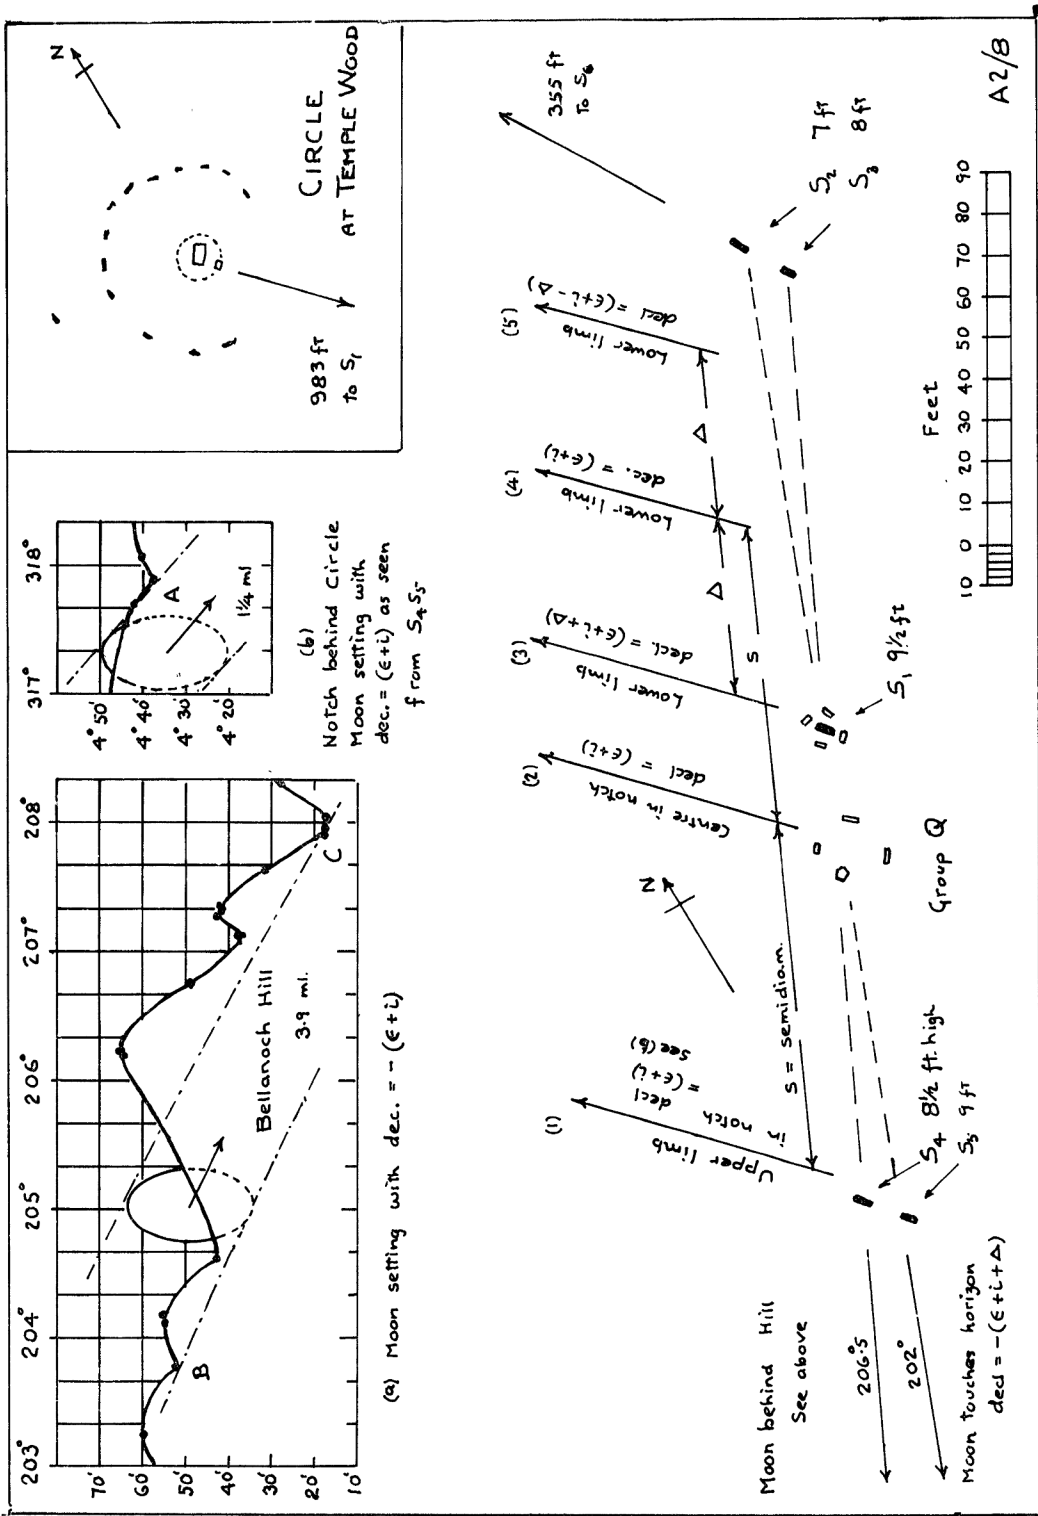 203° 204° 205° 206° 207° 208°
70'
60'
50'
40'
30'
20'
10'
B
C
Bellanoch Hill
3·9 ml.
(a) Moon setting with dec. = -(ϵ+i)
317° 318°
4° 50'
4° 40'
4° 30'
4° 20'
A
1¼ ml
(b)
Notch behind Circle
Moon setting with
dec. = (ϵ+i) as seen
from S4 S5
N
CIRCLE
AT TEMPLE WOOD
983 ft
to S1
(1)
Upper limb
in notch
decl
= (ϵ+i)
see (b)
(2)
Centre in notch
decl = (ϵ+i)
(3)
Lower limb
decl. = (ϵ+i+Δ)
(4)
Lower limb
dec. = (ϵ+i)
(5)
Lower limb
decl = (ϵ+i-Δ)
355 ft
To S6
N
s = semidiam.
s
Δ
Δ
Moon behind Hill
See above
206°·5
202°
Moon touches horizon
decl = -(ϵ+i+Δ)
S4 8½ ft. high
S5 9 ft
Group Q
S1 9½ ft
S2 7 ft
S3 8 ft
Feet
10 0 10 20 30 40 50 60 70 80 90
A2/8